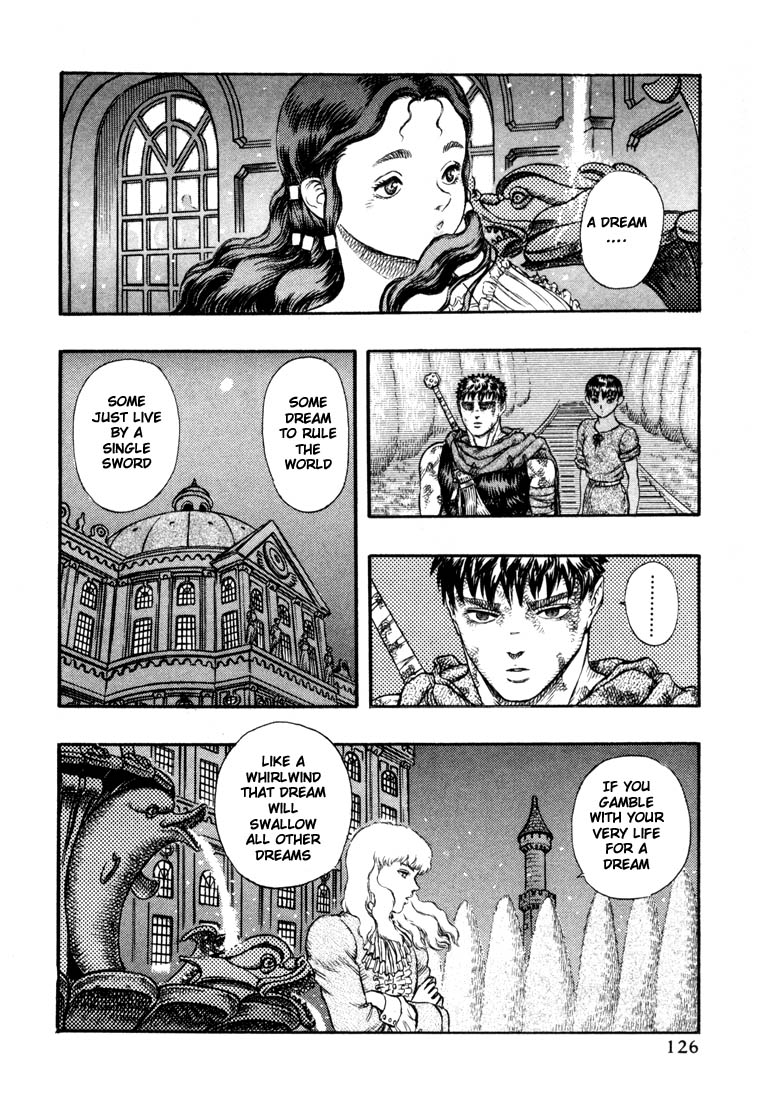 A DREAM
....
SOME
DREAM
TO RULE
THE
WORLD
SOME
JUST LIVE
BY A
SINGLE
SWORD
........
IF YOU
GAMBLE
WITH YOUR
VERY LIFE
FOR A
DREAM
LIKE A
WHIRLWIND
THAT DREAM
WILL
SWALLOW
ALL OTHER
DREAMS
126